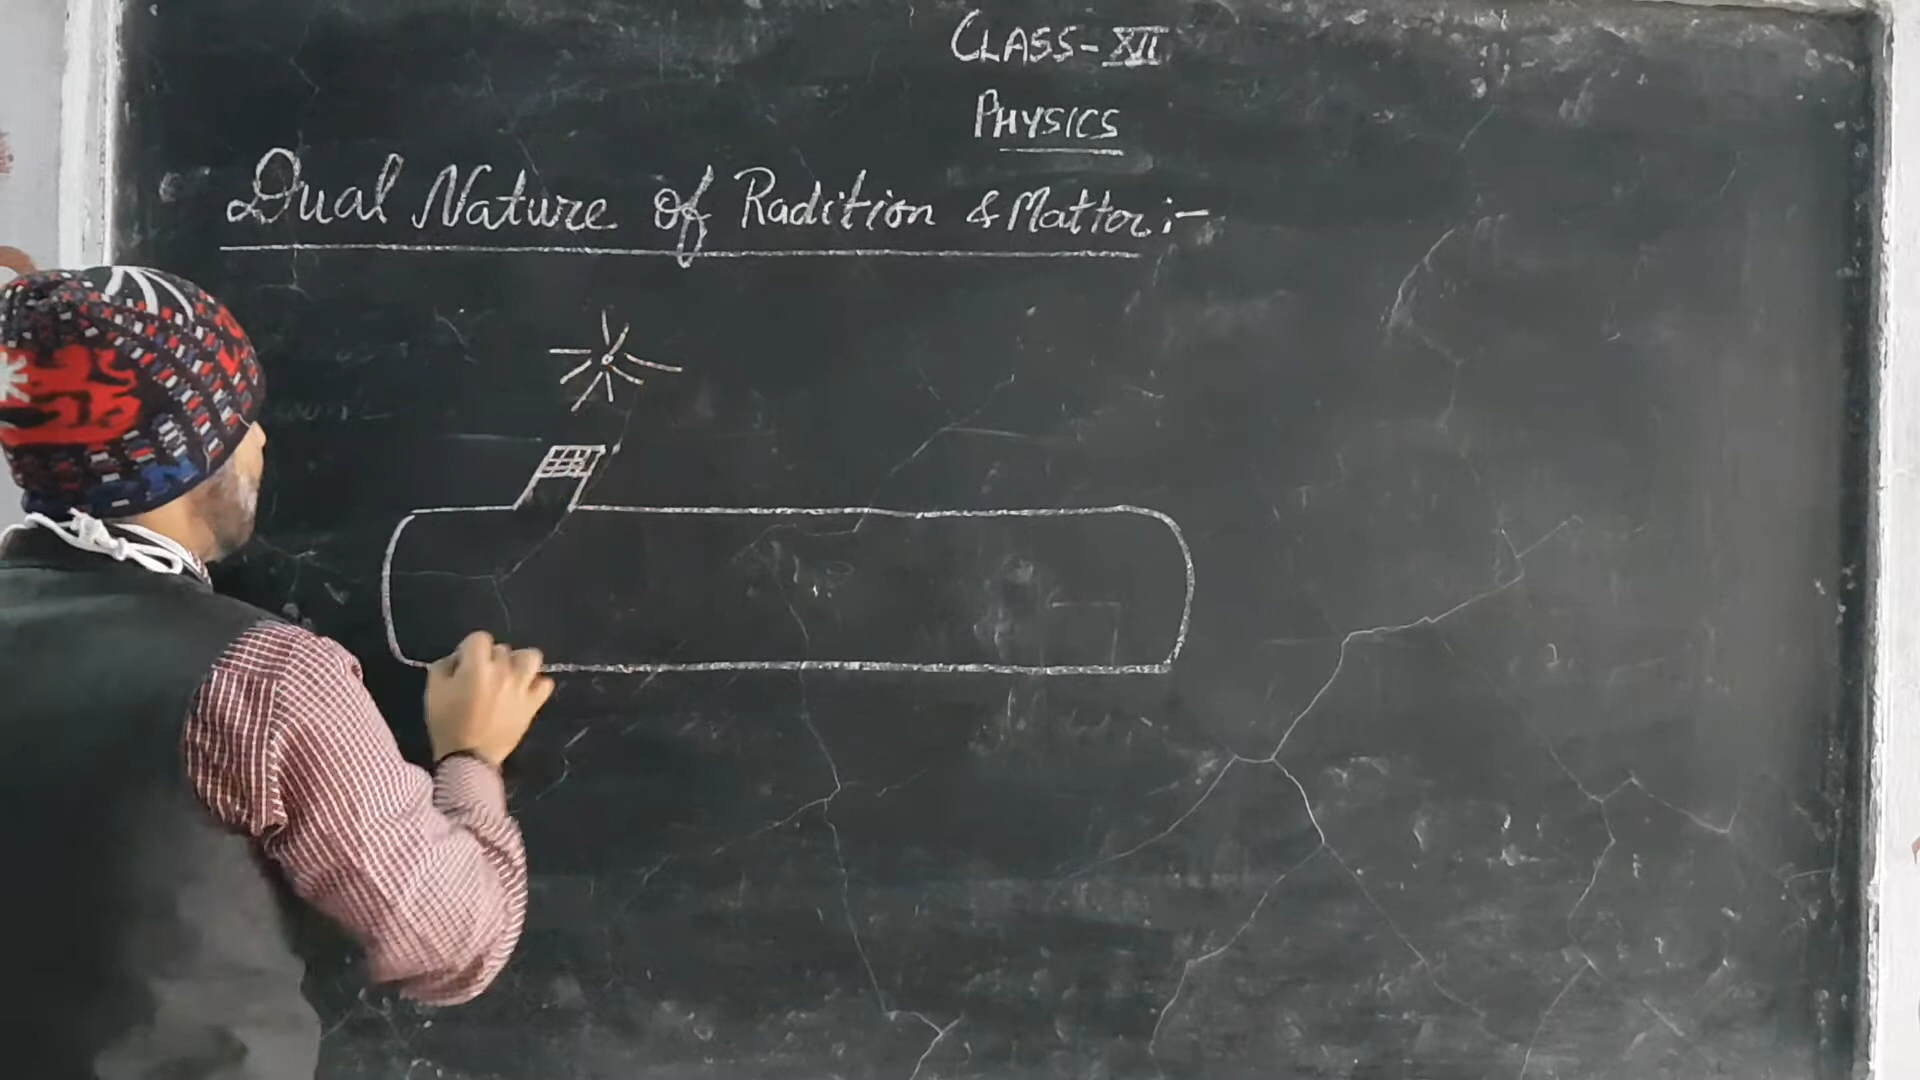 CLASS-XII
PHYSICS
Dual Nature of Radition & Matter:-